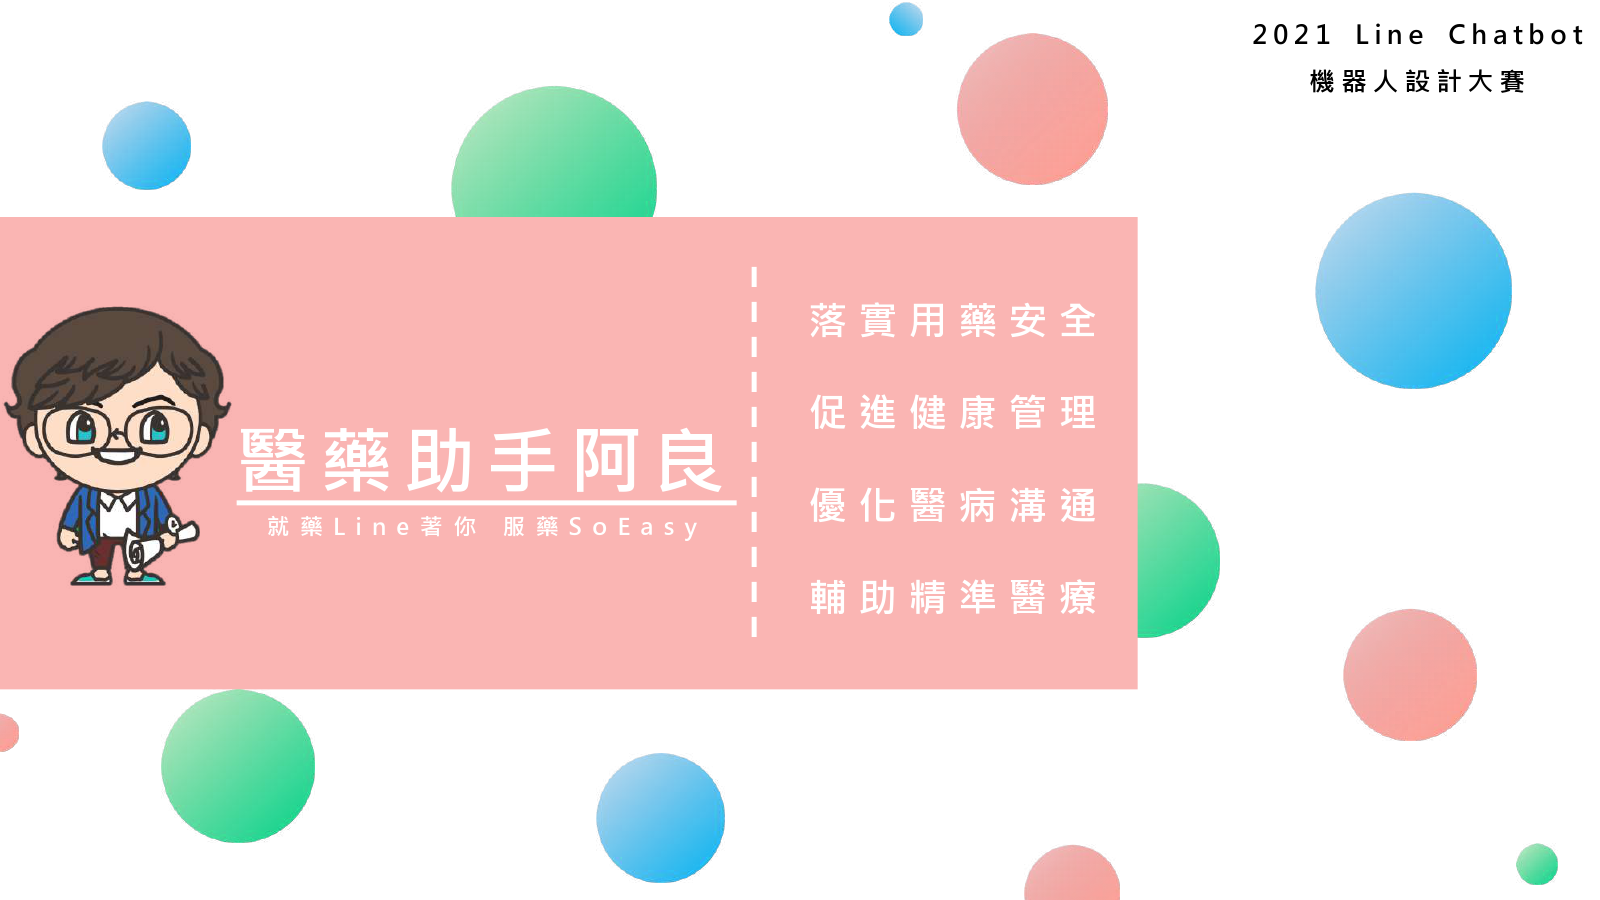 2021 Line Chatbot
機器人設計大賽
醫藥助手阿良
就藥Line著你 服藥SoEasy
落實用藥安全
促進健康管理
優化醫病溝通
輔助精準醫療